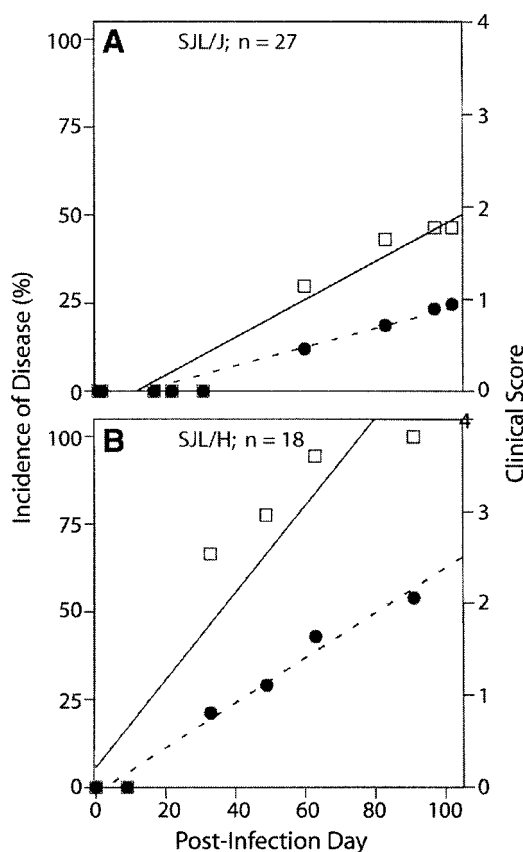 A
SJL/J; n = 27
100
75
50
25
0
4
3
2
1
0
Incidence of Disease (%)
Clinical Score
B
SJL/H; n = 18
100
75
50
25
0
4
3
2
1
0
0 20 40 60 80 100
Post-Infection Day